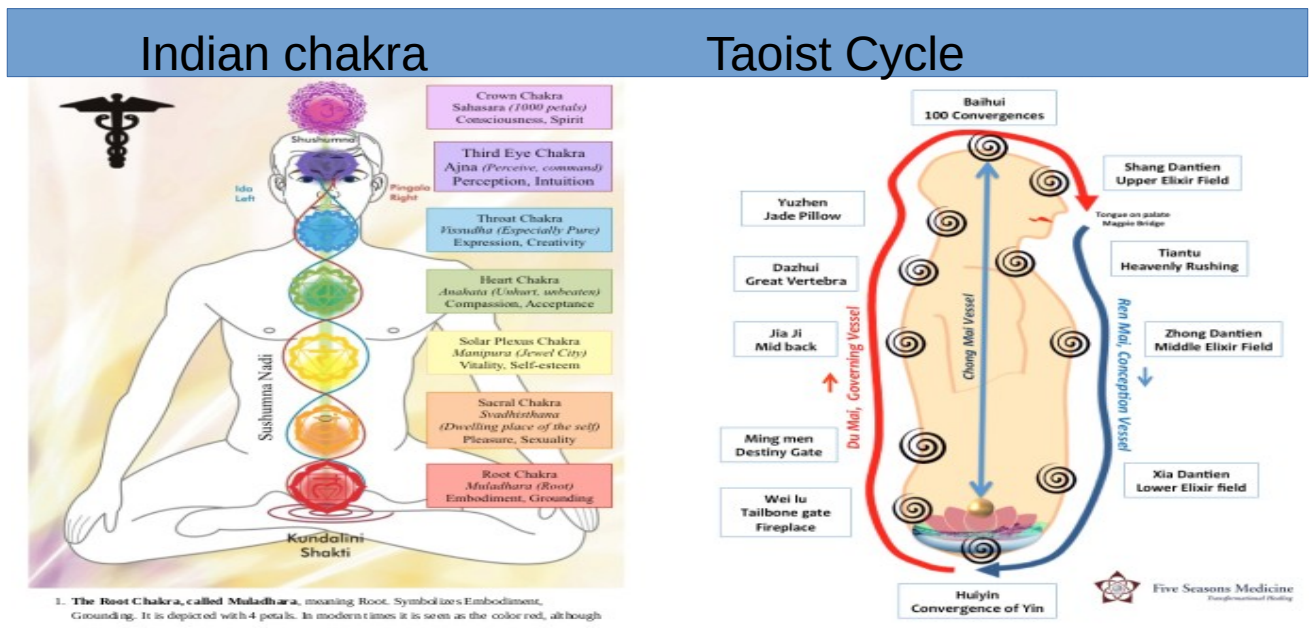 Indian chakra
Taoist Cycle
Crown Chakra
Sahasara (1000 petals)
Consciousness, Spirit
Shushumna
Third Eye Chakra
Ajna (Perceive, command)
Perception, Intuition
Ida
Left
Pingala
Right
Throat Chakra
Vissudha (Especially Pure)
Expression, Creativity
Heart Chakra
Anakata (Unhurt, unbeaten)
Compassion, Acceptance
Solar Plexus Chakra
Manipura (Jewel City)
Vitality, Self-esteem
Sushumna Nadi
Sacral Chakra
Svadhisthana
(Dwelling place of the self)
Pleasure, Sexuality
Root Chakra
Muladhara (Root)
Embodiment, Grounding
Kundalini
Shakti
1. The Root Chakra, called Muladhara, meaning Root. Symbolizes Embodiment,
Grounding. It is depicted with 4 petals. In modern times it is seen as the color red, although
Baihui
100 Convergences
Shang Dantien
Upper Elixir Field
Yuzhen
Jade Pillow
Tongue on palate
Magpie Bridge
Tiantu
Heavenly Rushing
Dazhui
Great Vertebra
Jia Ji
Mid back
Du Mai, Governing Vessel
Chong Mai Vessel
Ren Mai, Conception Vessel
Zhong Dantien
Middle Elixir Field
Ming men
Destiny Gate
Xia Dantien
Lower Elixir field
Wei lu
Tailbone gate
Fireplace
Huiyin
Convergence of Yin
Five Seasons Medicine
Transformational Healing